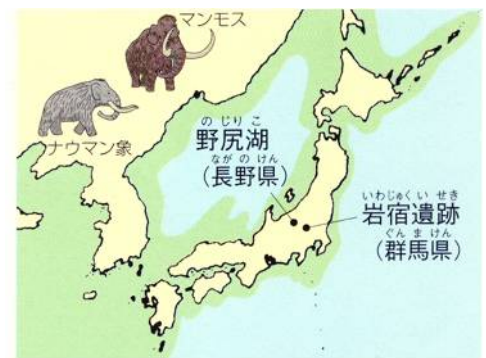 マンモス
ナウマン象
のじりこ
野尻湖
ながのけん
（長野県）
いわじゅくいせき
岩宿遺跡
ぐんまけん
（群馬県）